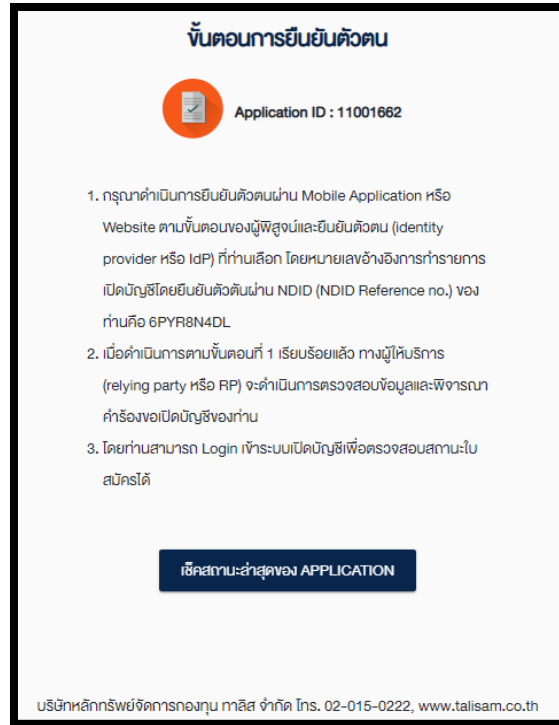 ขั้นตอนการยืนยันตัวตน
Application ID : 11001662
1. กรุณาดำเนินการยืนยันตัวตนผ่าน Mobile Application หรือ
Website ตามขั้นตอนของผู้พิสูจน์และยืนยันตัวตน (identity
provider หรือ IdP) ที่ท่านเลือก โดยหมายเลขอ้างอิงการทำรายการ
เปิดบัญชีโดยยืนยันตัวต้นผ่าน NDID (NDID Reference no.) ของ
ท่านคือ 6PYR8N4DL
2. เมื่อดำเนินการตามขั้นตอนที่ 1 เรียบร้อยแล้ว ทางผู้ให้บริการ
(relying party หรือ RP) จะดำเนินการตรวจสอบข้อมูลและพิจารณา
คำร้องขอเปิดบัญชีของท่าน
3. โดยท่านสามารถ Login เข้าระบบเปิดบัญชีเพื่อตรวจสอบสถานะใบ
สมัครได้
เช็คสถานะล่าสุดของ APPLICATION
บริษัทหลักทรัพย์จัดการกองทุน ทาลิส จำกัด โทร. 02-015-0222, www.talisam.co.th